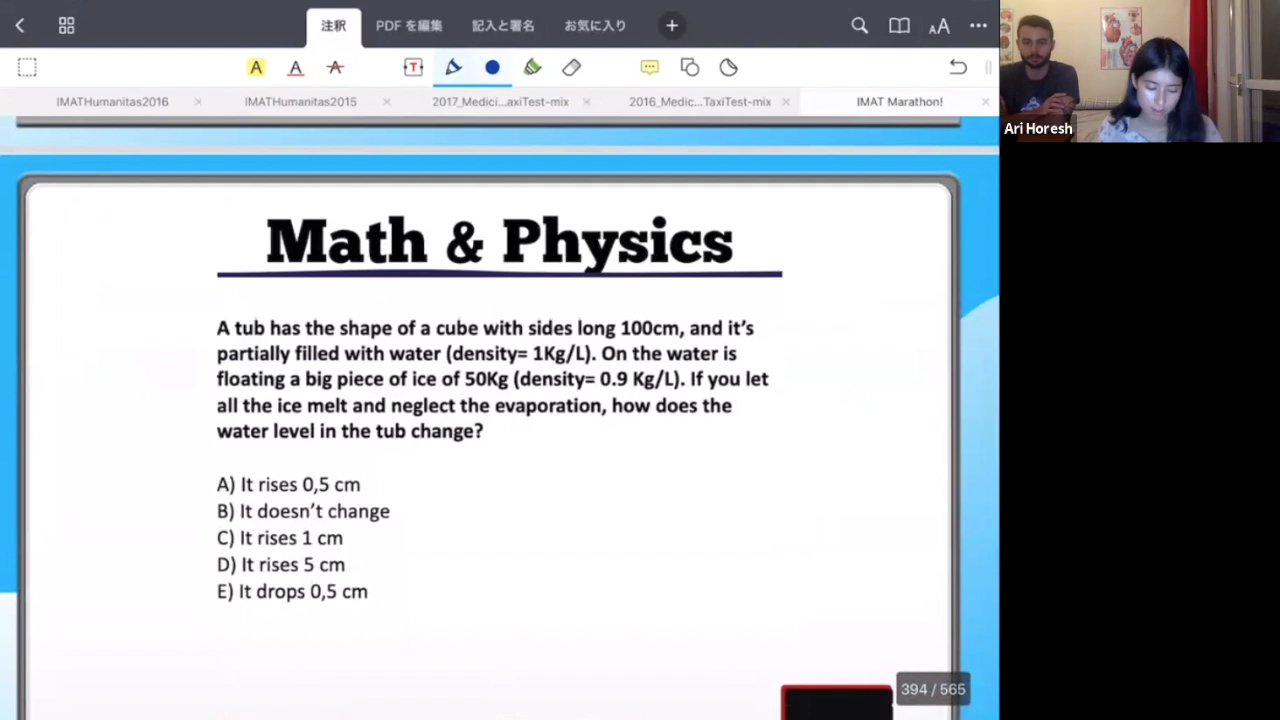 注釈 PDF を編集 記入と署名 お気に入り
AA
A A A T
IMATHumanitas2016 IMATHumanitas2015 2017_Medici...axiTest-mix 2016_Medic...TaxiTest-mix IMAT Marathon!
Ari Horesh
Math & Physics
A tub has the shape of a cube with sides long 100cm, and it's
partially filled with water (density= 1Kg/L). On the water is
floating a big piece of ice of 50Kg (density= 0.9 Kg/L). If you let
all the ice melt and neglect the evaporation, how does the
water level in the tub change?
A) It rises 0,5 cm
B) It doesn't change
C) It rises 1 cm
D) It rises 5 cm
E) It drops 0,5 cm
394 / 565